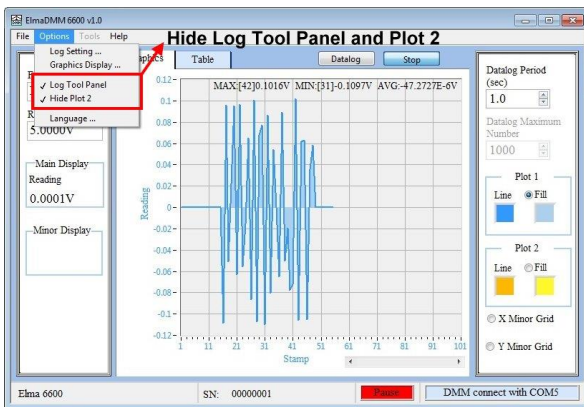 ElmaDMM 6600 v1.0
File Options Tools Help
Hide Log Tool Panel and Plot 2
Log Setting ...
Graphics Display ...
✓ Log Tool Panel
✓ Hide Plot 2
Language ...
Table
Datalog
Stop
5.0000V
Main Display
Reading
0.0001V
Minor Display
MAX:[42]0.1016V MIN:[31]-0.1097V AVG:-47.2727E-6V
0.12
0.1
0.08
0.06
0.04
0.02
0
-0.02
-0.04
-0.06
-0.08
-0.1
-0.12
Reading
1 11 21 31 41 51 61 71 81 91 101
Stamp
Datalog Period
(sec)
1.0
Datalog Maximum
Number
1000
Plot 1
Line Fill
Plot 2
Line Fill
X Minor Grid
Y Minor Grid
Elma 6600
SN: 00000001
Pause
DMM connect with COM5